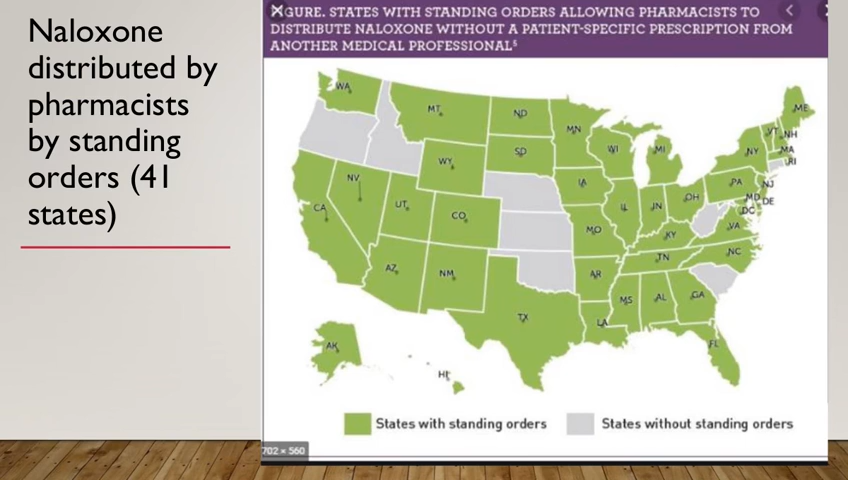 Naloxone
distributed by
pharmacists
by standing
orders (41
states)
GURE. STATES WITH STANDING ORDERS ALLOWING PHARMACISTS TO
DISTRIBUTE NALOXONE WITHOUT A PATIENT-SPECIFIC PRESCRIPTION FROM
ANOTHER MEDICAL PROFESSIONAL⁵
WA
MT
ND
MN
ME
VT
NH
WI
MI
NY
MA
RI
SD
WY
IA
PA
NJ
NV
OH
MD
DE
DC
CA
UT
CO
IL
IN
MO
KY
VA
NC
TN
AZ
NM
AR
MS
AL
GA
TX
LA
FL
AK
HI
States with standing orders
States without standing orders
702 × 560